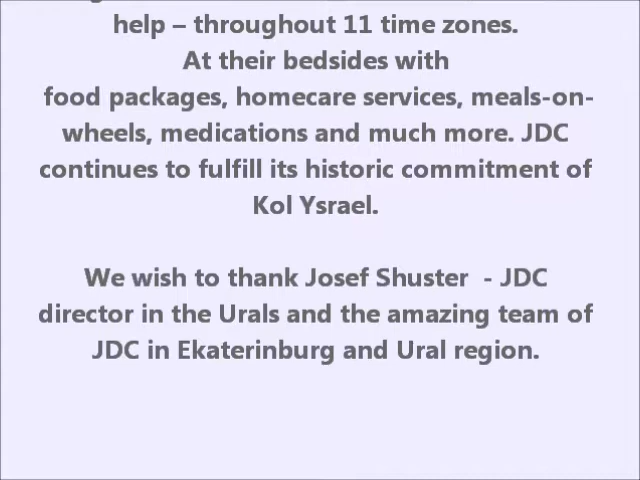 help – throughout 11 time zones.
At their bedsides with
food packages, homecare services, meals-on-
wheels, medications and much more. JDC
continues to fulfill its historic commitment of
Kol Ysrael.
We wish to thank Josef Shuster  - JDC
director in the Urals and the amazing team of
JDC in Ekaterinburg and Ural region.